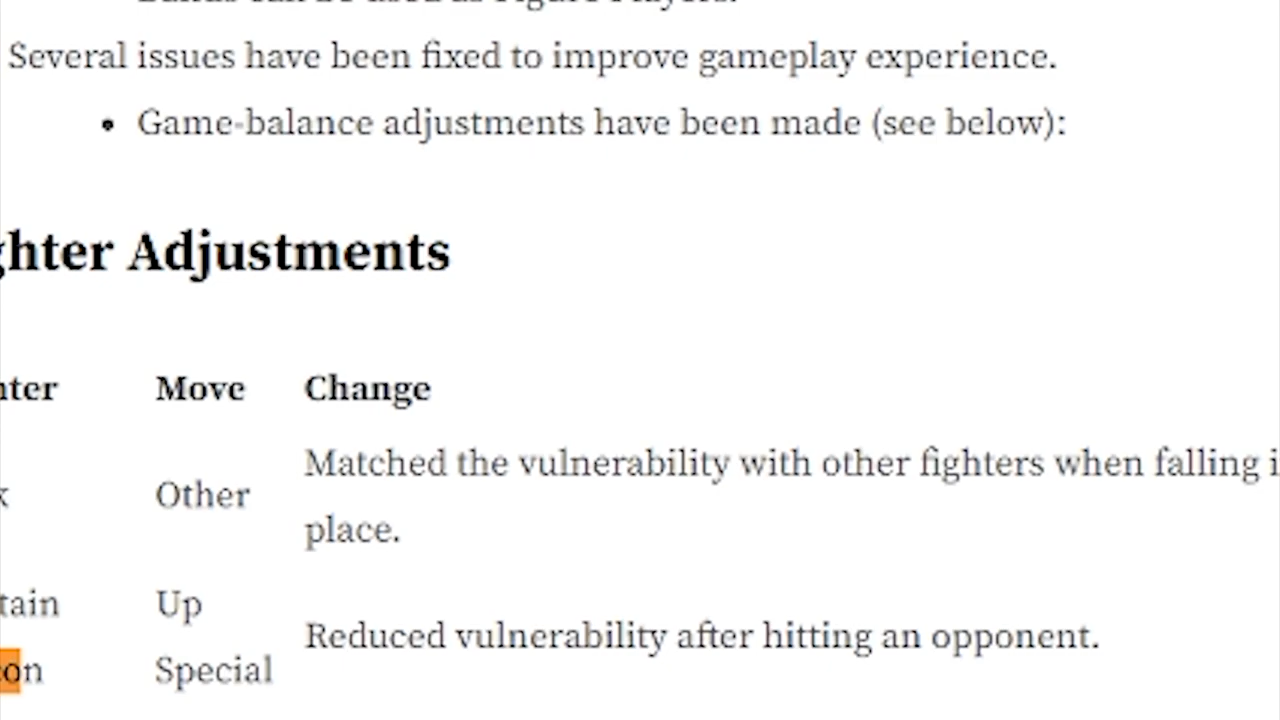 Several issues have been fixed to improve gameplay experience.
• Game-balance adjustments have been made (see below):
ghter Adjustments
Move Change
Matched the vulnerability with other fighters when falling
Other
place.
tain Up
Reduced vulnerability after hitting an opponent.
on Special